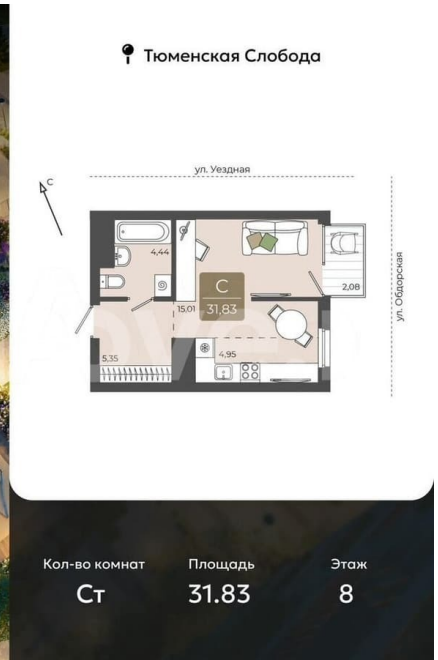 Тюменская Слобода
ул. Уездная
С
4,44
2,08
ул. Обдорская
С
15,01
31,83
5,35
4,95
Кол-во комнат
Площадь
Этаж
Ст
31.83
8